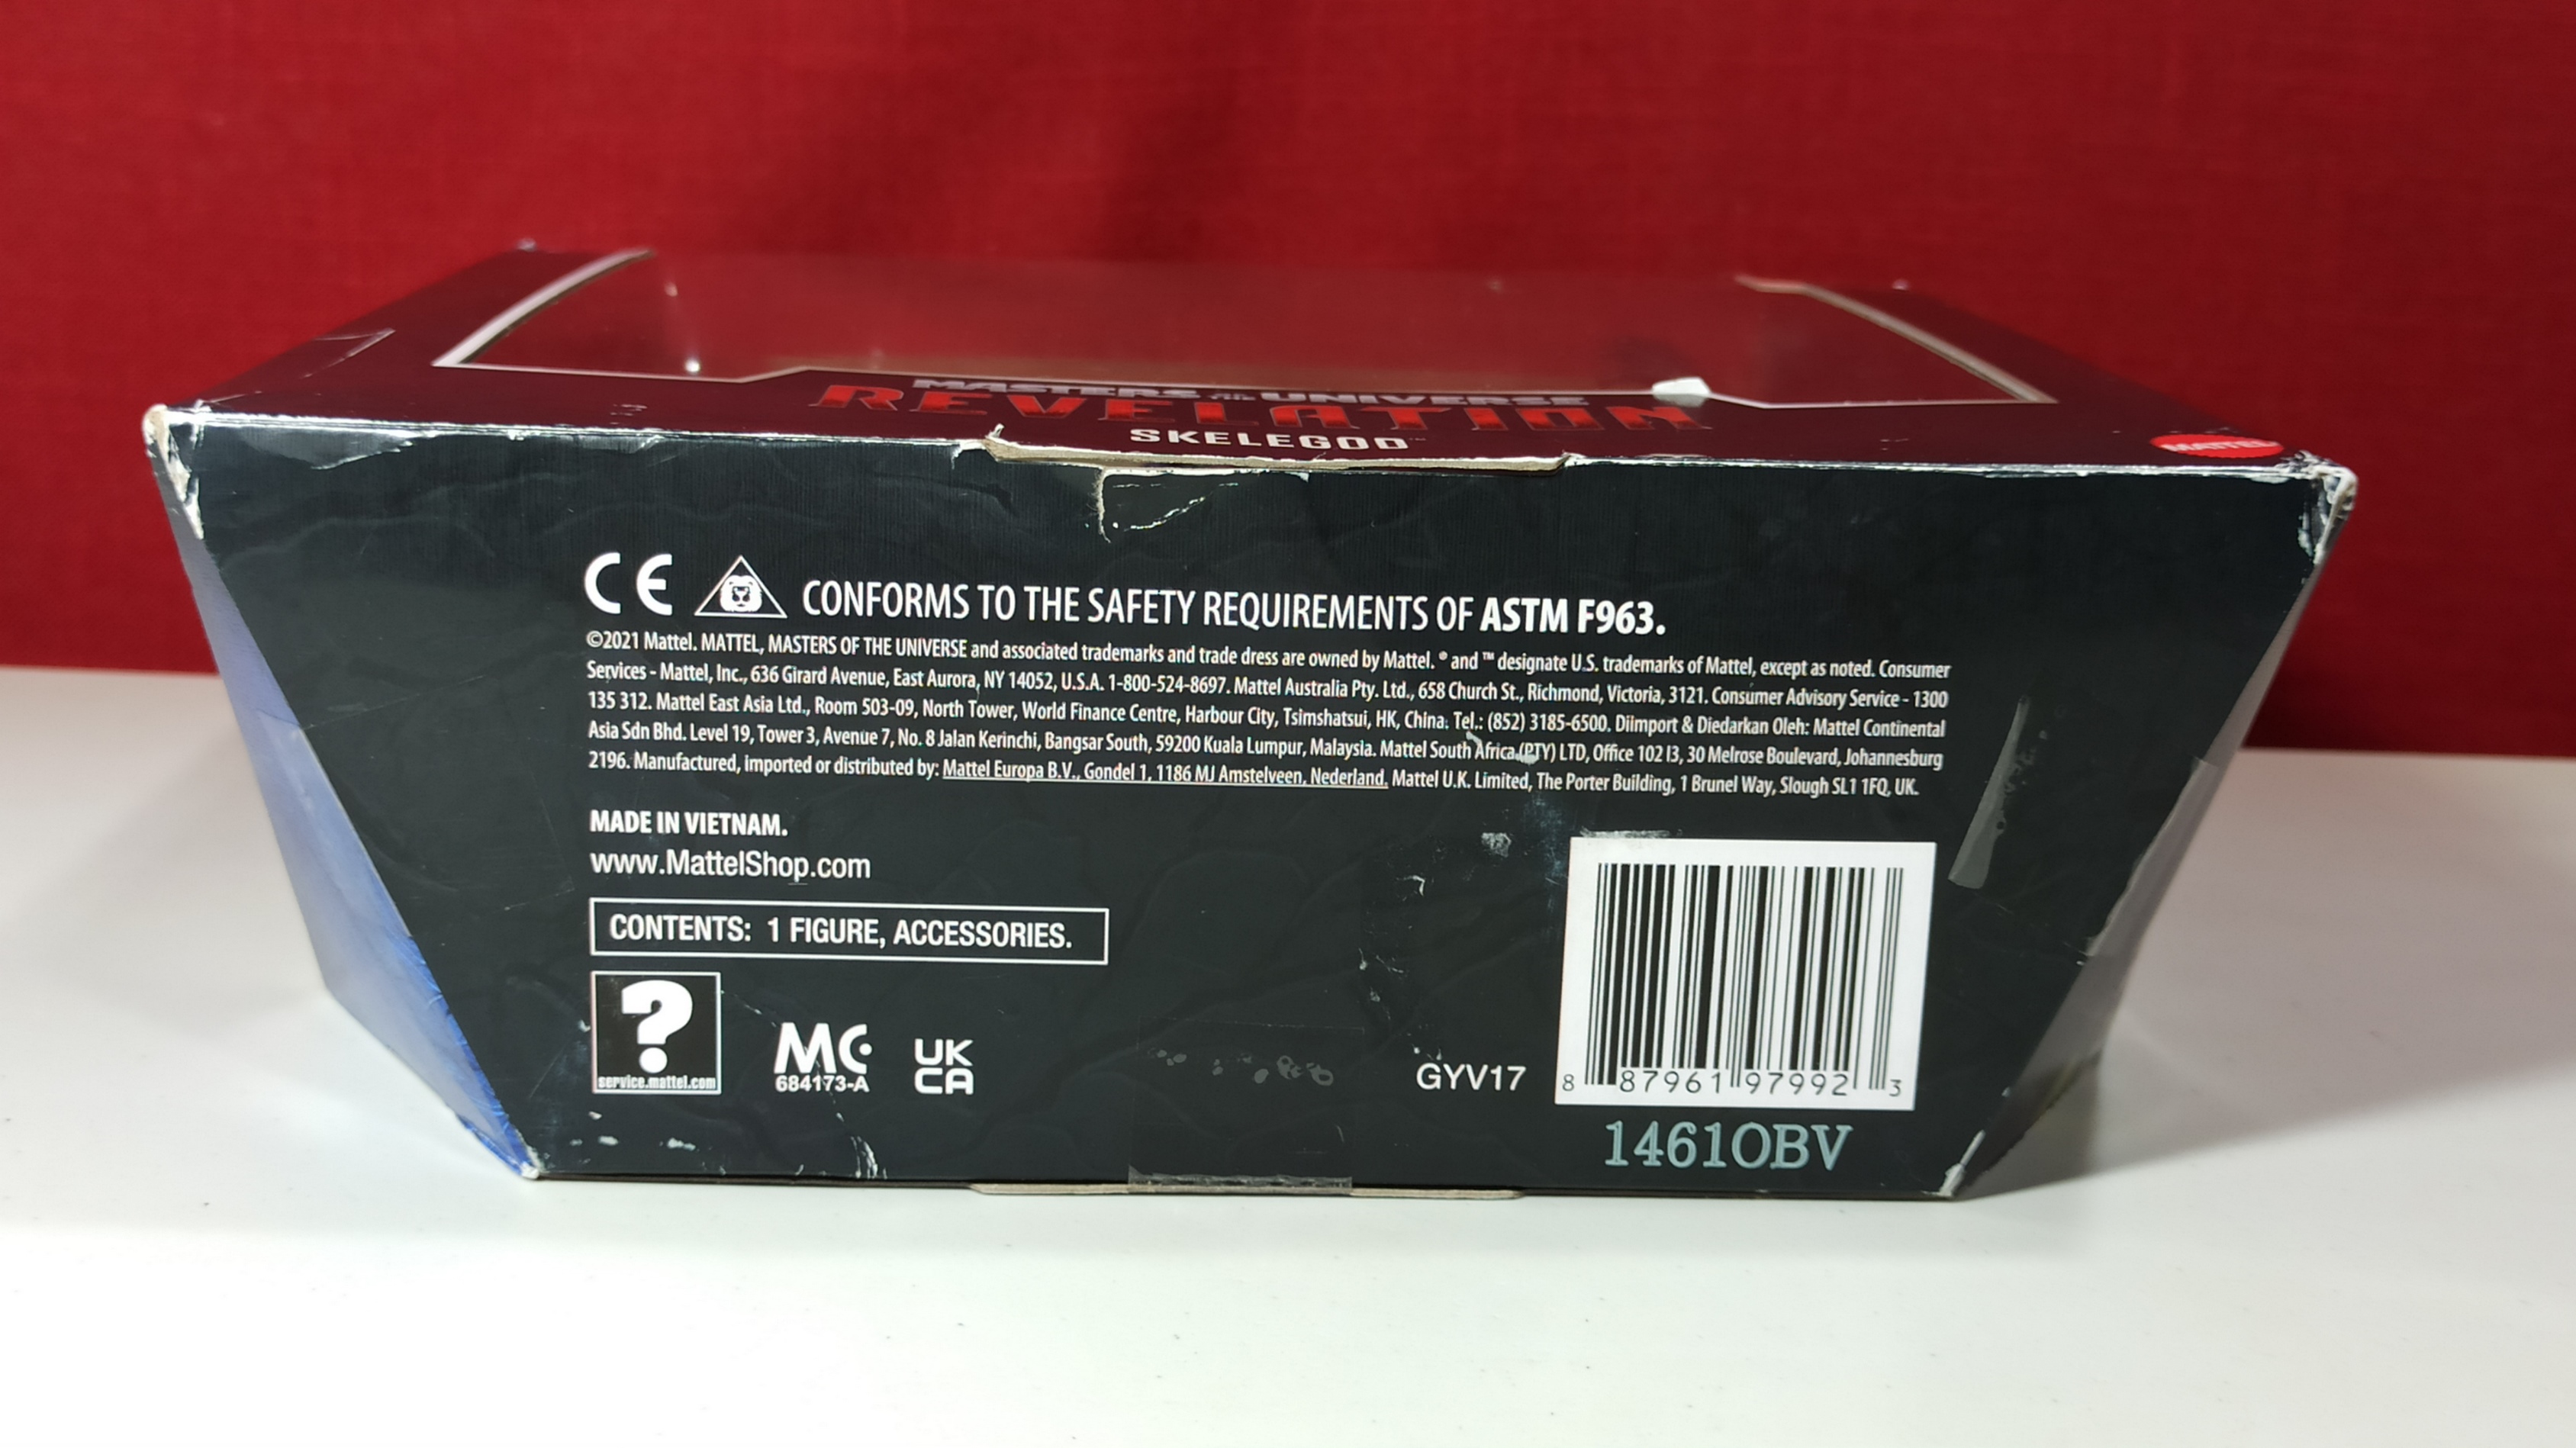 MASTERS OF THE UNIVERSE
REVELATION
SKELEGOD™
MATTEL
CE CONFORMS TO THE SAFETY REQUIREMENTS OF ASTM F963.
©2021 Mattel. MATTEL, MASTERS OF THE UNIVERSE and associated trademarks and trade dress are owned by Mattel. ® and ™ designate U.S. trademarks of Mattel, except as noted. Consumer
Services - Mattel, Inc., 636 Girard Avenue, East Aurora, NY 14052, U.S.A. 1-800-524-8697. Mattel Australia Pty. Ltd., 658 Church St., Richmond, Victoria, 3121. Consumer Advisory Service - 1300
135 312. Mattel East Asia Ltd., Room 503-09, North Tower, World Finance Centre, Harbour City, Tsimshatsui, HK, China. Tel.: (852) 3185-6500. Diimport & Diedarkan Oleh: Mattel Continental
Asia Sdn Bhd. Level 19, Tower 3, Avenue 7, No. 8 Jalan Kerinchi, Bangsar South, 59200 Kuala Lumpur, Malaysia. Mattel South Africa (PTY) LTD, Office 102 I3, 30 Melrose Boulevard, Johannesburg
2196. Manufactured, imported or distributed by: Mattel Europa B.V., Gondel 1, 1186 MJ Amstelveen, Nederland. Mattel U.K. Limited, The Porter Building, 1 Brunel Way, Slough SL1 1FQ, UK.
MADE IN VIETNAM.
www.MattelShop.com
CONTENTS: 1 FIGURE, ACCESSORIES.
?
service.mattel.com
MC
684173-A
UK
CA
GYV17
8 87961 97992 3
1461OBV